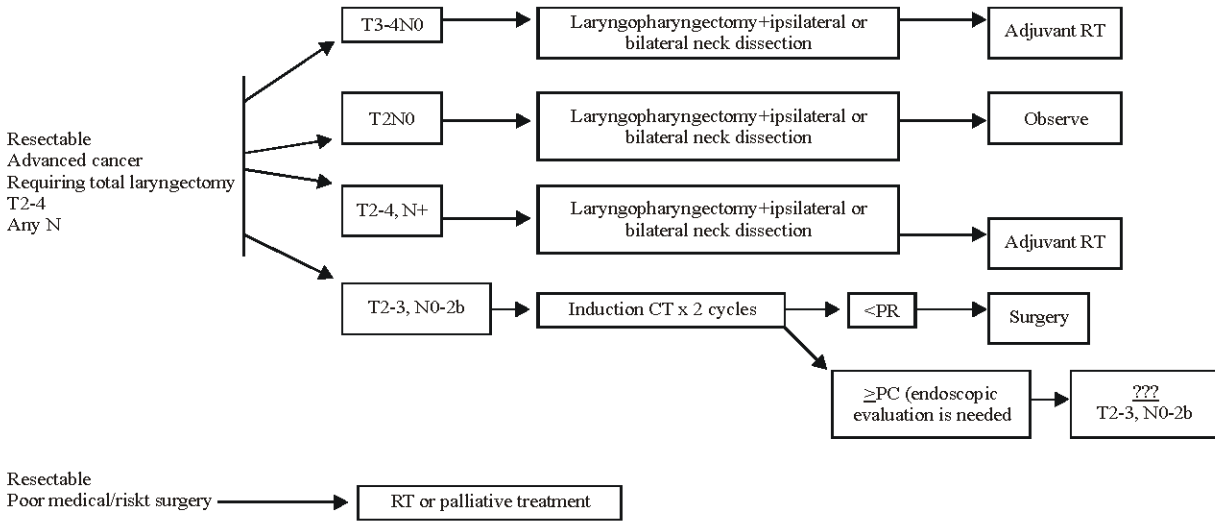 Resectable
Advanced cancer
Requiring total laryngectomy
T2-4
Any N
T3-4N0
Laryngopharyngectomy+ipsilateral or
bilateral neck dissection
Adjuvant RT
T2N0
Laryngopharyngectomy+ipsilateral or
bilateral neck dissection
Observe
T2-4, N+
Laryngopharyngectomy+ipsilateral or
bilateral neck dissection
Adjuvant RT
T2-3, N0-2b
Induction CT x 2 cycles
<PR
Surgery
≥PC (endoscopic
evaluation is needed
???
T2-3, N0-2b
Resectable
Poor medical/riskt surgery
RT or palliative treatment